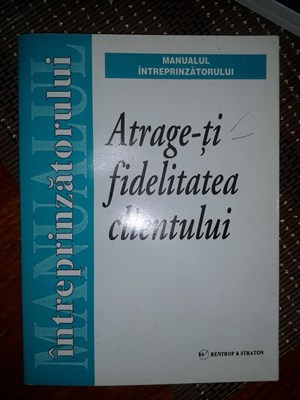 MANUALUL
ÎNTREPRINZĂTORULUI
Atrage-ți
fidelitatea
clientului
MANUALUL
întreprinzătorului
RENTROP & STRATON